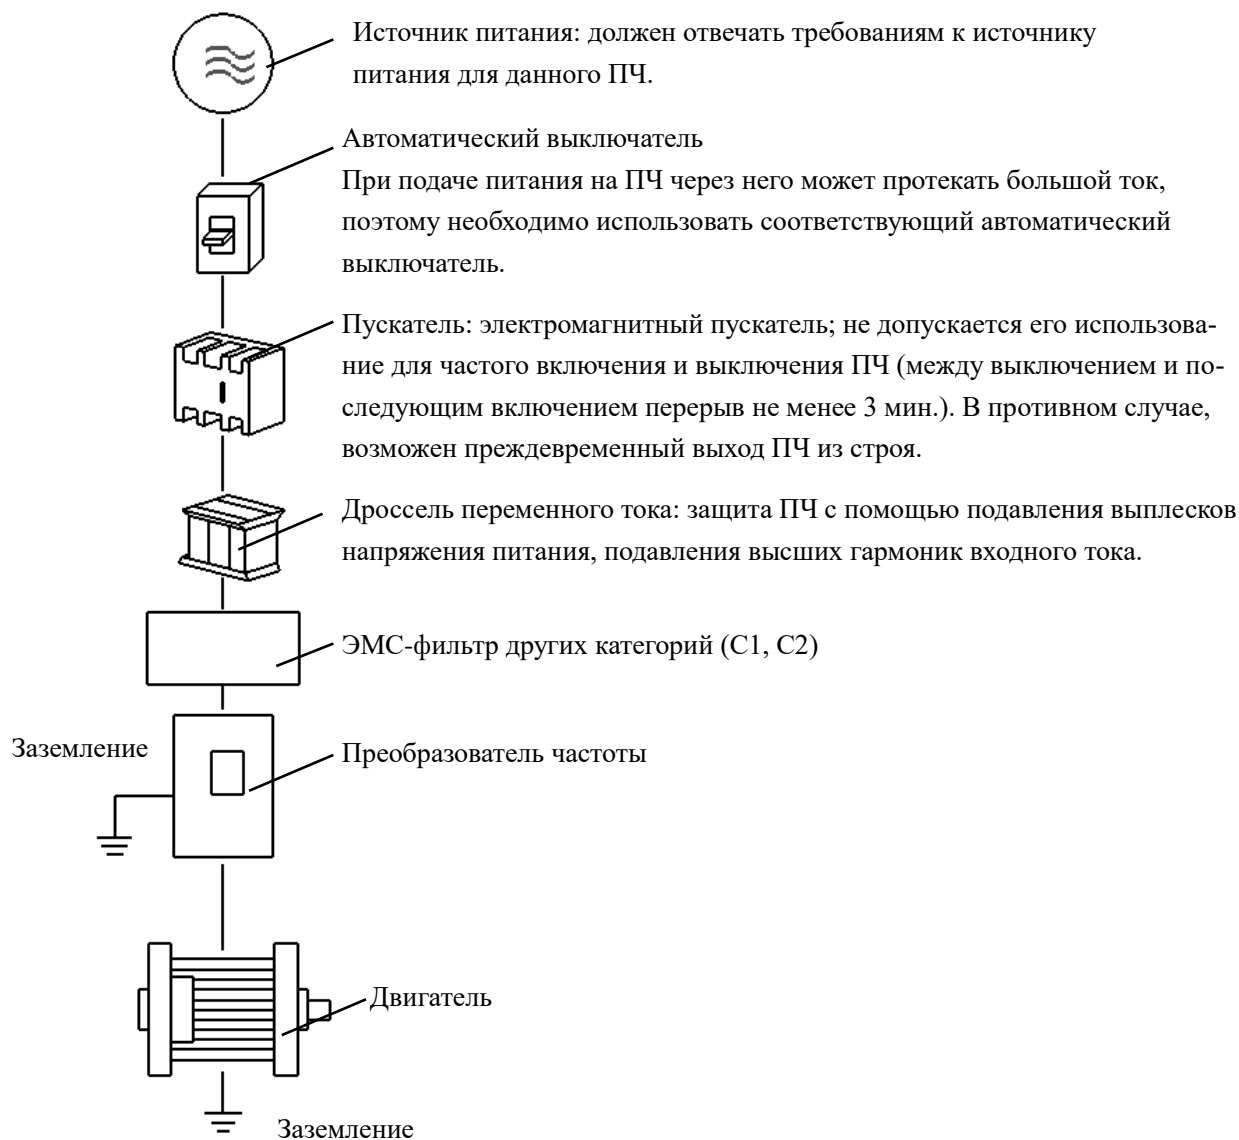 Источник питания: должен отвечать требованиям к источнику
питания для данного ПЧ.
Автоматический выключатель
При подаче питания на ПЧ через него может протекать большой ток,
поэтому необходимо использовать соответствующий автоматический
выключатель.
Пускатель: электромагнитный пускатель; не допускается его использова-
ние для частого включения и выключения ПЧ (между выключением и по-
следующим включением перерыв не менее 3 мин.). В противном случае,
возможен преждевременный выход ПЧ из строя.
Дроссель переменного тока: защита ПЧ с помощью подавления выплесков
напряжения питания, подавления высших гармоник входного тока.
ЭМС-фильтр других категорий (С1, С2)
Заземление
Преобразователь частоты
Двигатель
Заземление